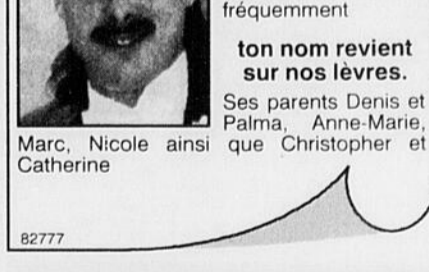 fréquemment
ton nom revient
sur nos lèvres.
Ses parents Denis et
Palma, Anne-Marie,
Marc, Nicole ainsi que Christopher et
Catherine
82777